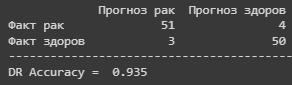 Прогноз рак Прогноз здоров
Факт рак 51 4
Факт здоров 3 50
----------------------------------------
DR Accuracy = 0.935